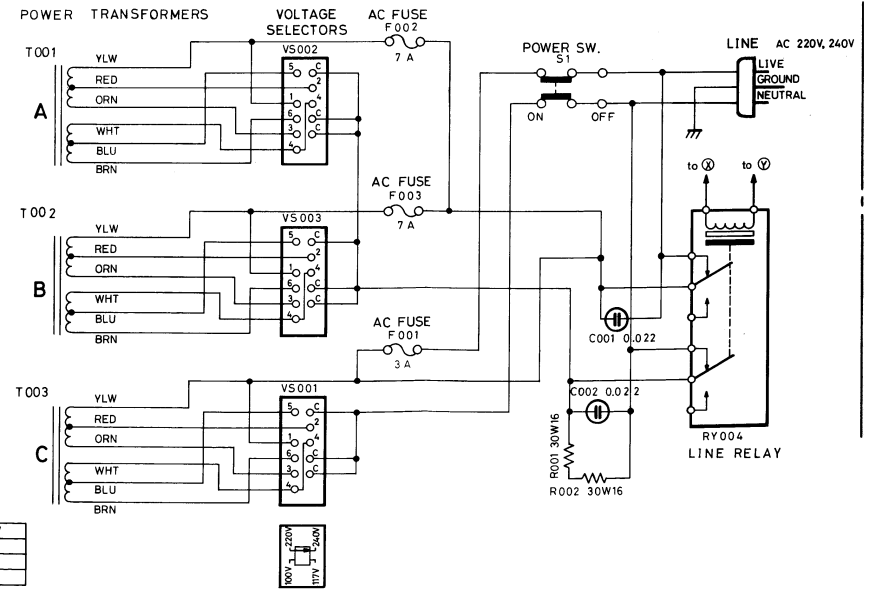 POWER TRANSFORMERS
VOLTAGE SELECTORS
AC FUSE
F002
7 A
POWER SW.
S1
ON
OFF
LINE AC 220V, 240V
LIVE
GROUND
NEUTRAL
T001
A
YLW
RED
ORN
WHT
BLU
BRN
VS002
5 C
2
1 4
6 C
3 C
4
to X
to Y
AC FUSE
F003
7 A
T002
B
YLW
RED
ORN
WHT
BLU
BRN
VS003
5 C
2
1 4
6 C
3 C
4
AC FUSE
F001
3 A
C001 0.022
C002 0.022
R001 30W16
R002 30W16
RY004
LINE RELAY
T003
C
YLW
RED
ORN
WHT
BLU
BRN
VS001
5 C
2
1 4
6 C
3 C
4
220V
240V
100V
117V